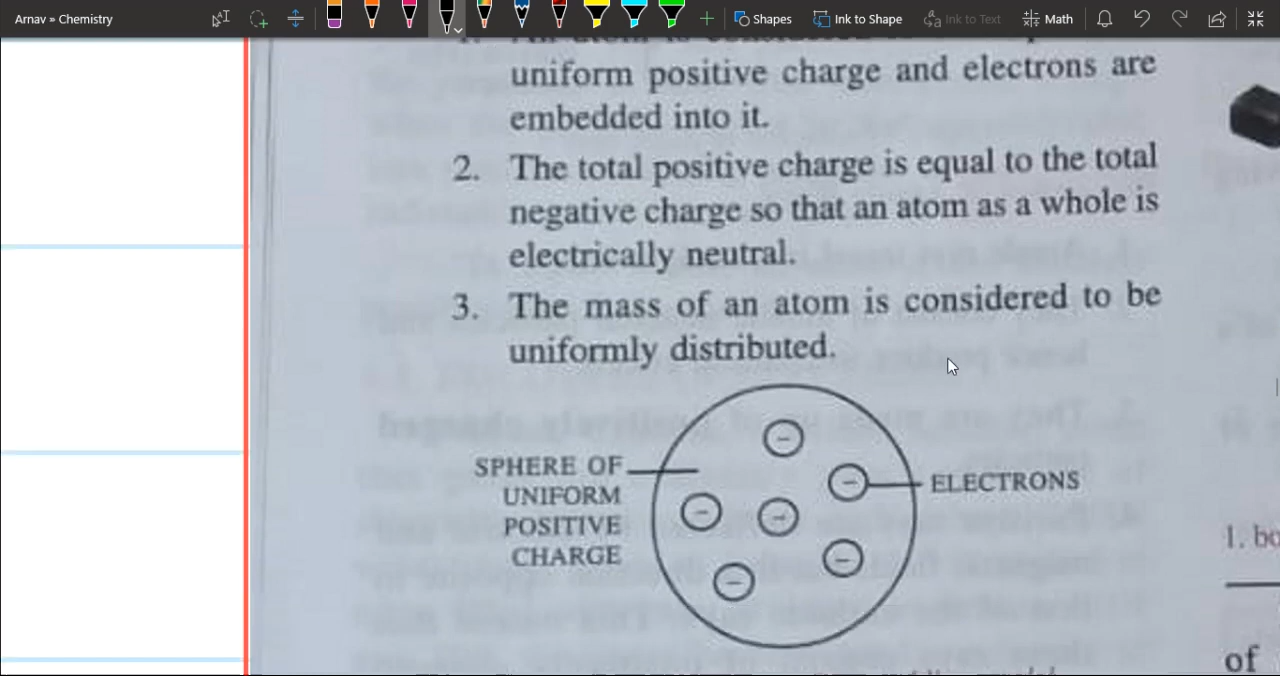 Arnav » Chemistry
Shapes
Ink to Shape
Ink to Text
Math
uniform positive charge and electrons are
embedded into it.
2. The total positive charge is equal to the total
negative charge so that an atom as a whole is
electrically neutral.
3. The mass of an atom is considered to be
uniformly distributed.
SPHERE OF
UNIFORM
POSITIVE
CHARGE
ELECTRONS
1. bo
of